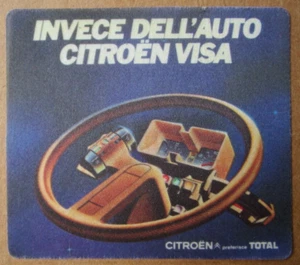 INVECE DELL'AUTO
CITROËN VISA
CITROËN preferisce TOTAL